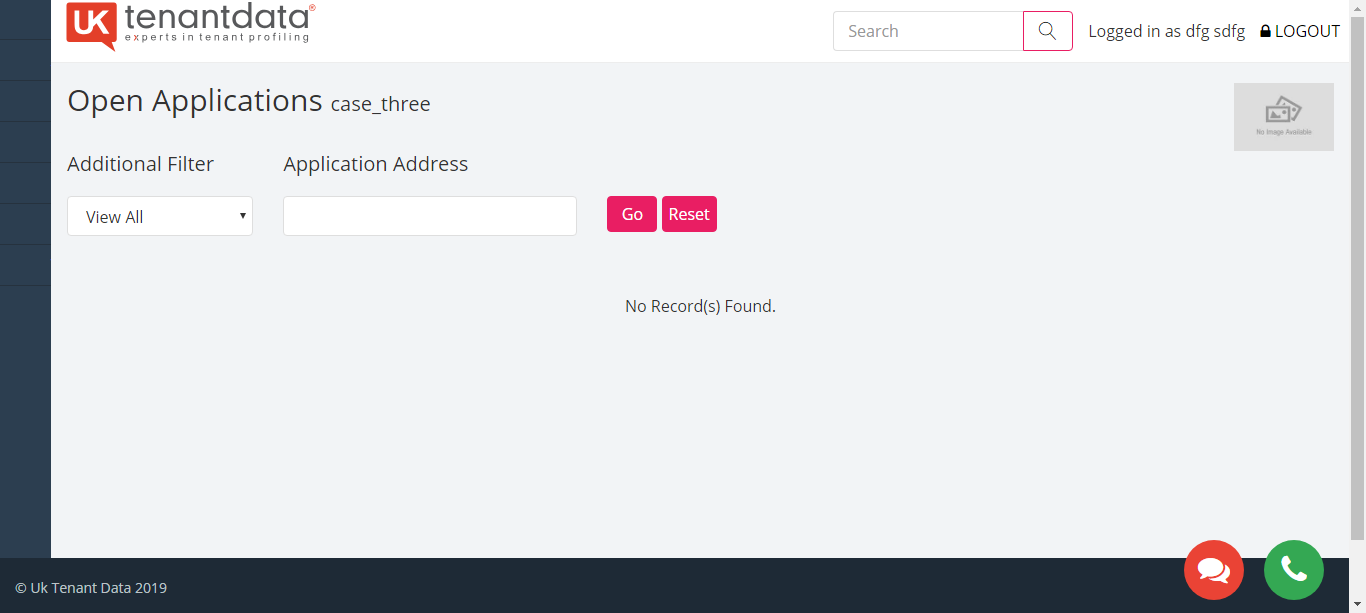 UK tenantdata®
experts in tenant profiling
Search
Logged in as dfg sdfg
LOGOUT
Open Applications case_three
No Image Available
Additional Filter
Application Address
View All
Go
Reset
No Record(s) Found.
© Uk Tenant Data 2019